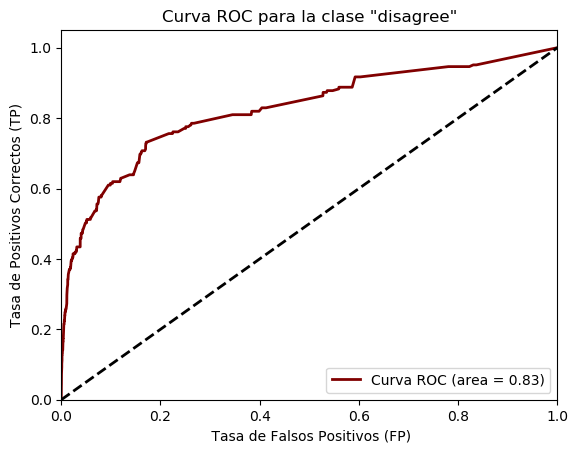 Curva ROC para la clase "disagree"
Tasa de Positivos Correctos (TP)
1.0
0.8
0.6
0.4
0.2
0.0
0.0 0.2 0.4 0.6 0.8 1.0
Curva ROC (area = 0.83)
Tasa de Falsos Positivos (FP)